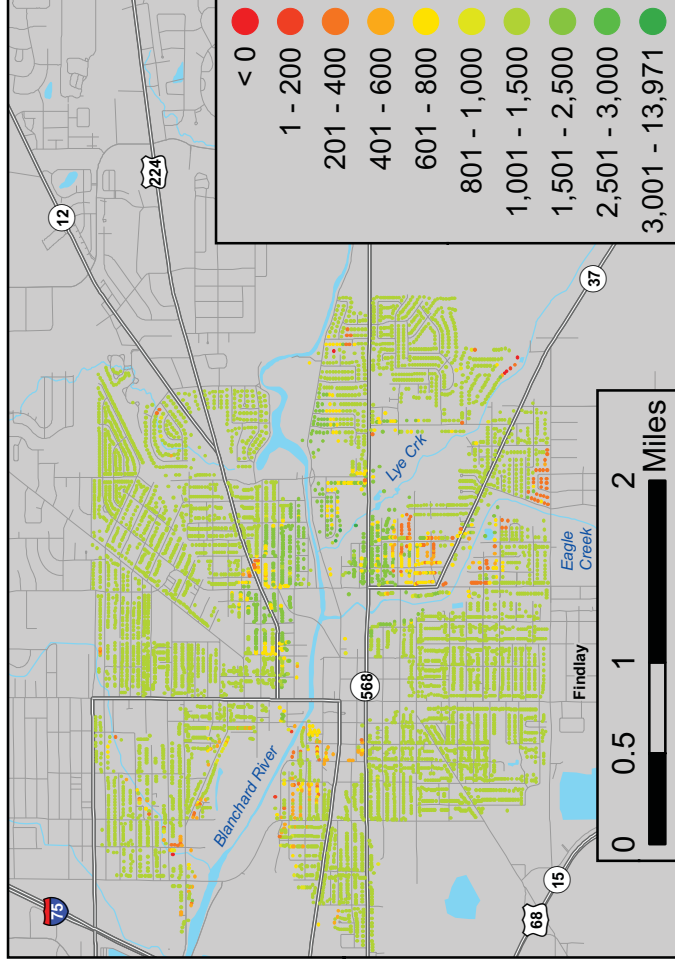 < 0
1 - 200
201 - 400
401 - 600
601 - 800
801 - 1,000
1,001 - 1,500
1,501 - 2,500
2,501 - 3,000
3,001 - 13,971
75
12
224
Blanchard River
568
Lye Crk
37
Eagle
Creek
Findlay
68
15
0 0.5 1 2
Miles